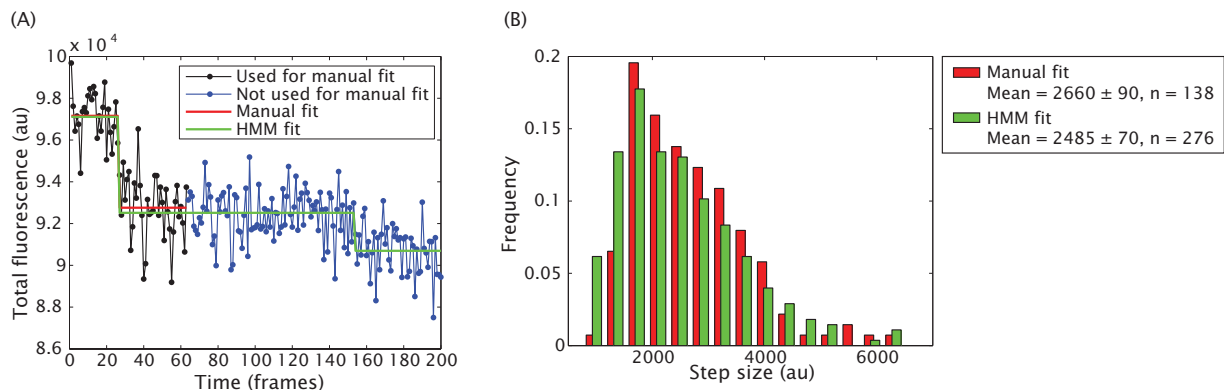 (A)
x 10⁴
10
9.8
9.6
9.4
9.2
9
8.8
8.6
0 20 40 60 80 100 120 140 160 180 200
Total fluorescence (au)
Time (frames)
Used for manual fit
Not used for manual fit
Manual fit
HMM fit
(B)
0.2
0.15
0.1
0.05
0
2000 4000 6000
Frequency
Step size (au)
Manual fit
Mean = 2660 ± 90, n = 138
HMM fit
Mean = 2485 ± 70, n = 276